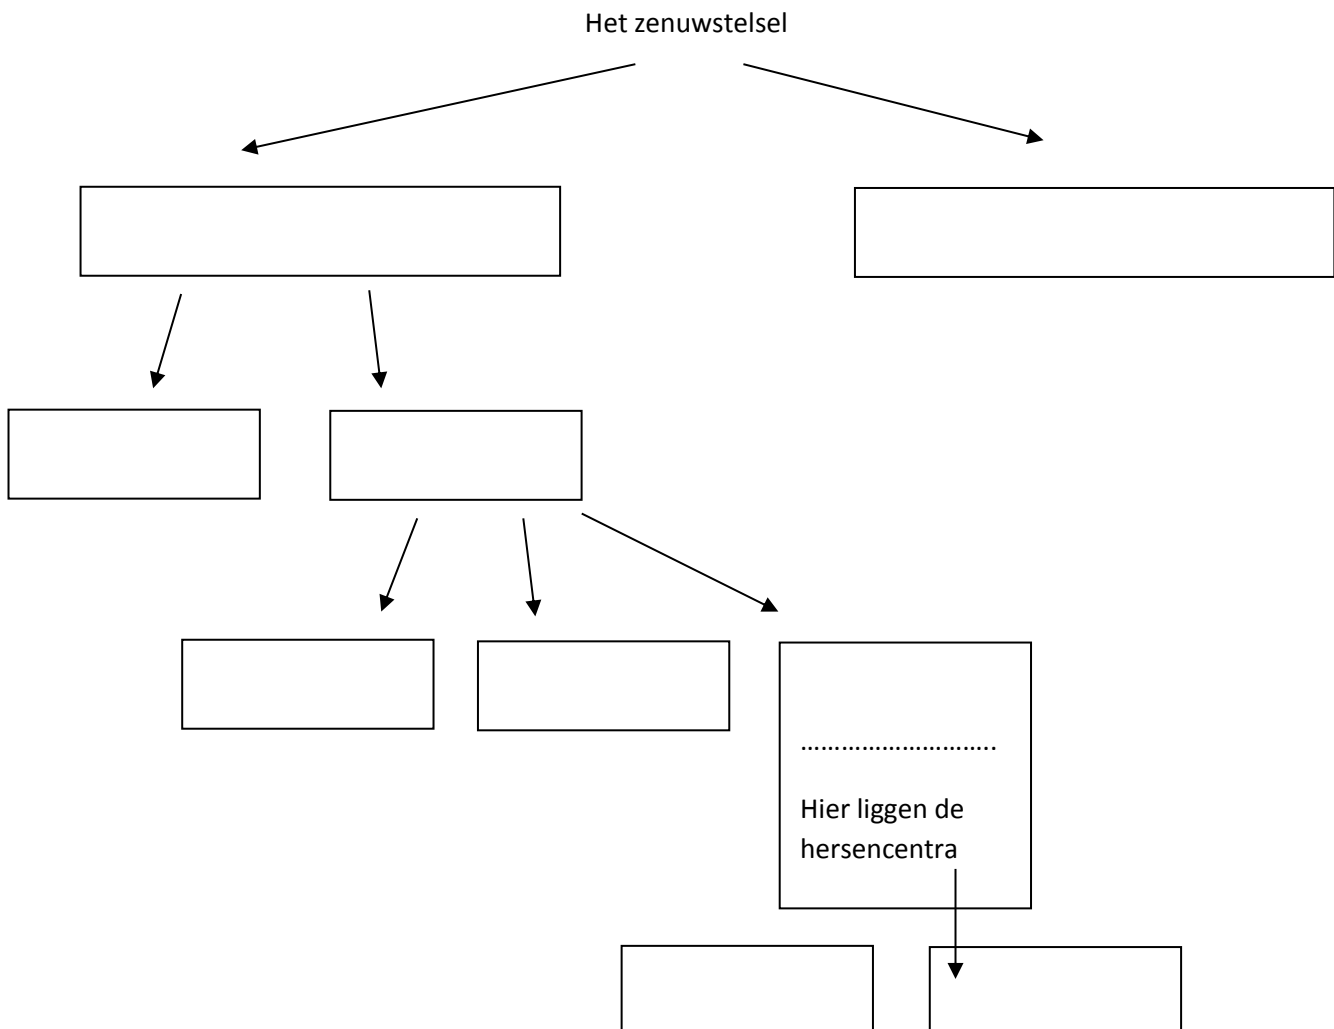 Het zenuwstelsel
………………………..
Hier liggen de
hersencentra